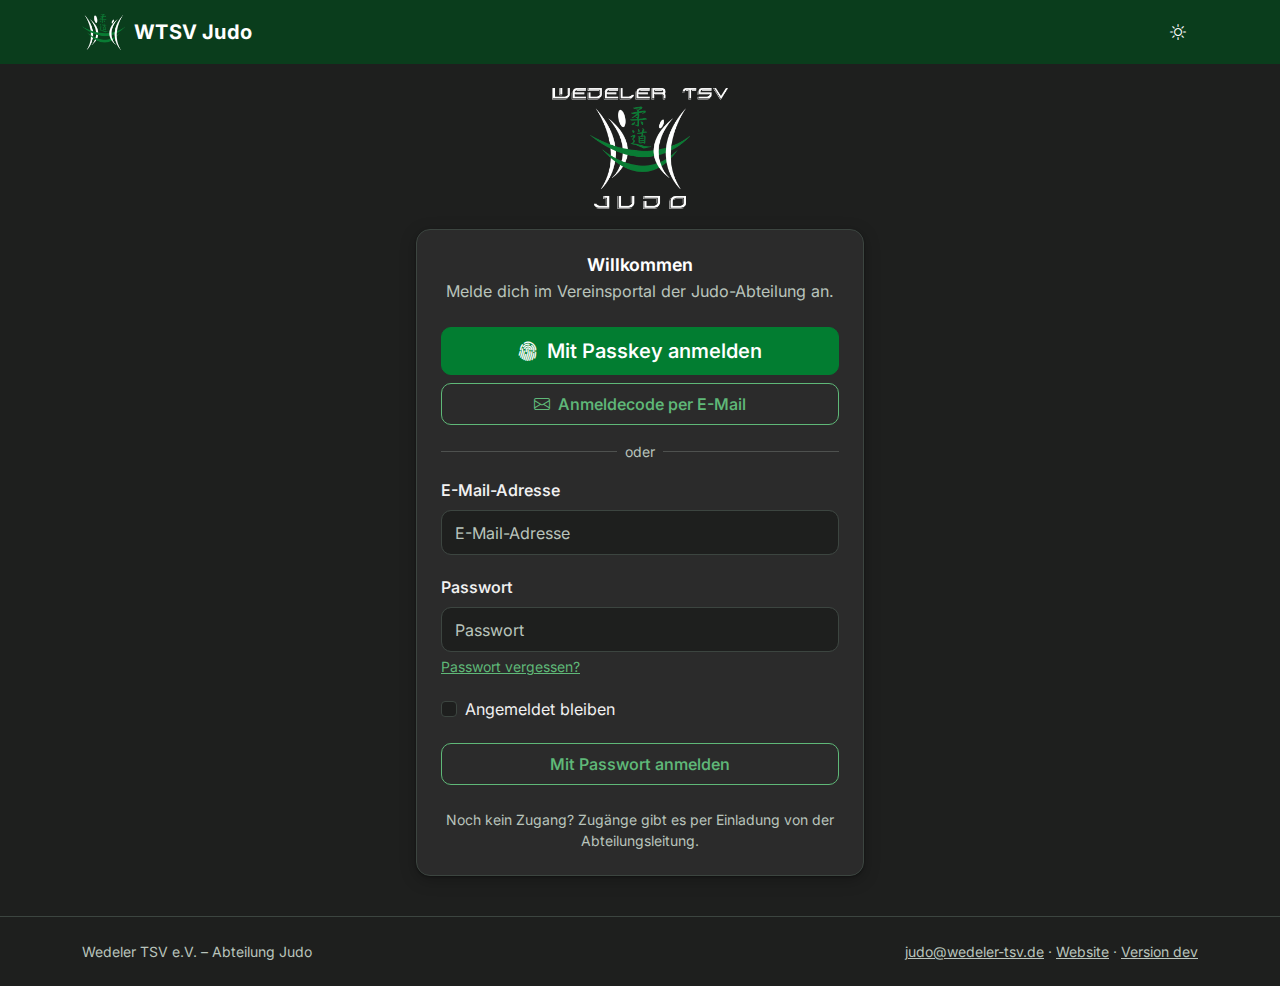 WTSV Judo
WEDELER TSV
柔
道
JUDO
Willkommen
Melde dich im Vereinsportal der Judo-Abteilung an.
Mit Passkey anmelden
Anmeldecode per E-Mail
oder
E-Mail-Adresse
E-Mail-Adresse
Passwort
Passwort
Passwort vergessen?
Angemeldet bleiben
Mit Passwort anmelden
Noch kein Zugang? Zugänge gibt es per Einladung von der
Abteilungsleitung.
Wedeler TSV e.V. – Abteilung Judo
judo@wedeler-tsv.de · Website · Version dev